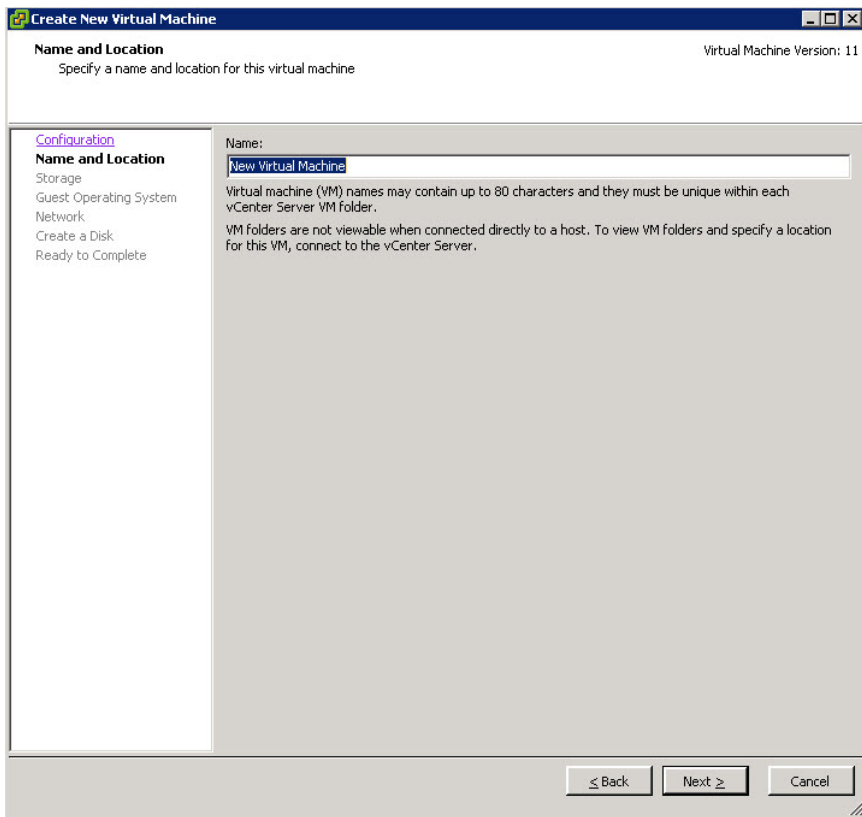 Create New Virtual Machine
Name and Location
Specify a name and location for this virtual machine
Virtual Machine Version: 11
Configuration
Name and Location
Storage
Guest Operating System
Network
Create a Disk
Ready to Complete
Name:
New Virtual Machine
Virtual machine (VM) names may contain up to 80 characters and they must be unique within each
vCenter Server VM folder.
VM folders are not viewable when connected directly to a host. To view VM folders and specify a location
for this VM, connect to the vCenter Server.
< Back
Next >
Cancel